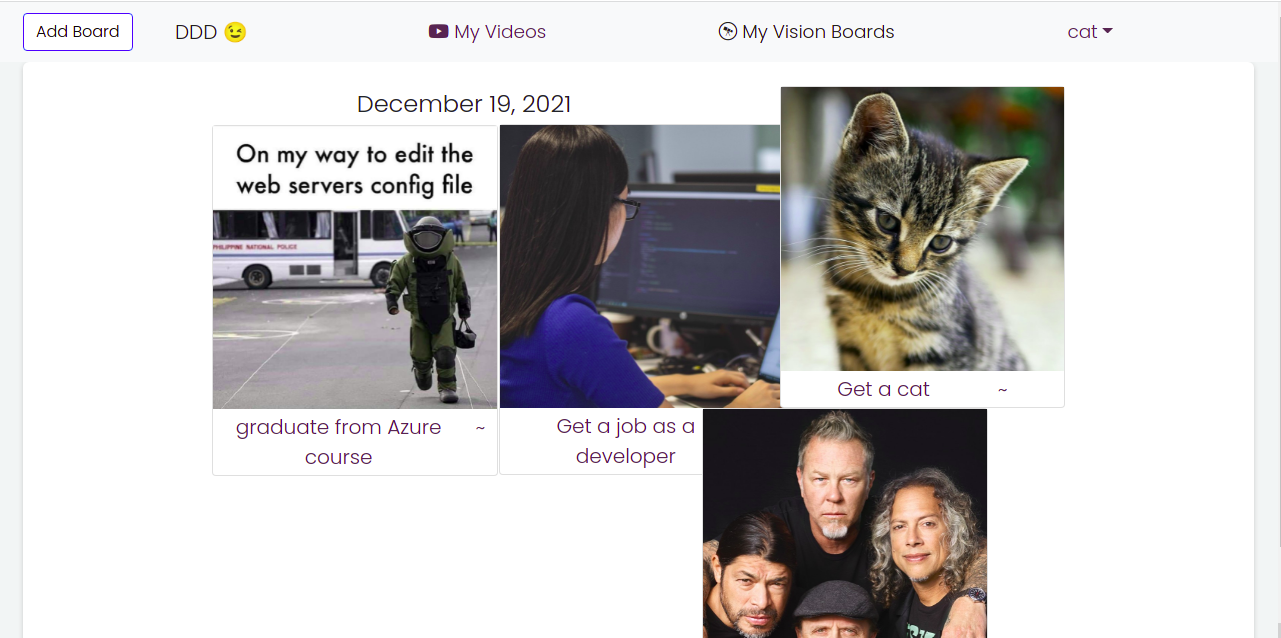 Add Board
DDD 😉
My Videos
My Vision Boards
cat
December 19, 2021
On my way to edit the
web servers config file
PHILIPPINE NATIONAL POLICE
graduate from Azure
course
~
Get a job as a
developer
Get a cat
~